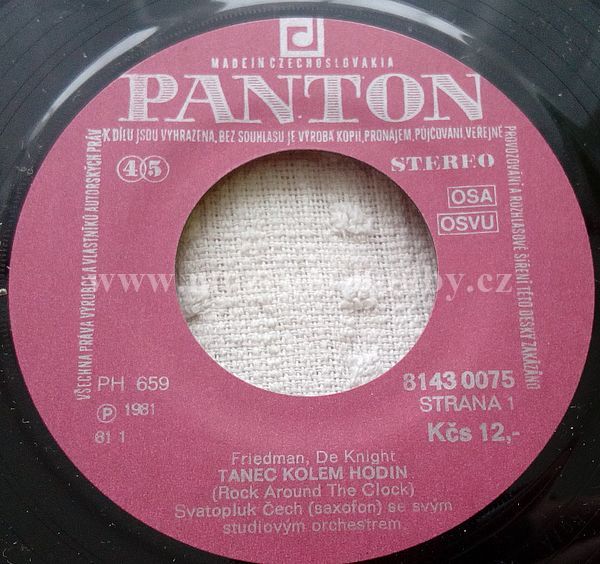 MADE IN CZECHOSLOVAKIA
PANTON
VŠECHNA PRÁVA VÝROBCE A VLASTNÍKŮ AUTORSKÝCH PRÁV
K DÍLU JSOU VYHRAZENA, BEZ SOUHLASU JE VÝROBA KOPIÍ, PRONÁJEM, PŮJČOVÁNÍ, VEŘEJNÉ
PROVOZOVÁNÍ A ROZHLASOVÉ ŠÍŘENÍ TÉTO DESKY ZAKÁZÁNO
45
STEREO
OSA
OSVU
PH 659
8143 0075
Ⓟ 1981
STRANA 1
81 1
Kčs 12,-
Friedman, De Knight
TANEC KOLEM HODIN
(Rock Around The Clock)
Svatopluk Čech (saxofon) se svým
studiovým orchestrem